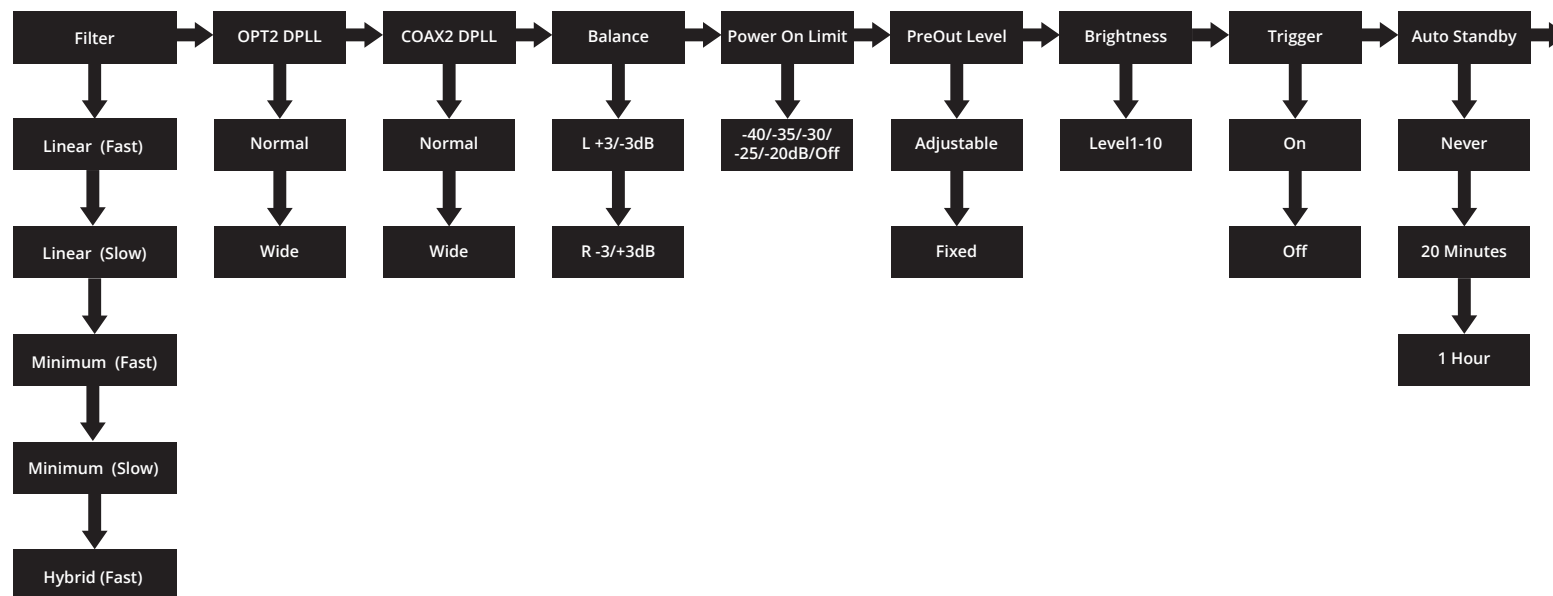 Filter
OPT2 DPLL
COAX2 DPLL
Balance
Power On Limit
PreOut Level
Brightness
Trigger
Auto Standby
Linear (Fast)
Normal
Normal
L +3/-3dB
-40/-35/-30/
-25/-20dB/Off
Adjustable
Level1-10
On
Never
Linear (Slow)
Wide
Wide
R -3/+3dB
Fixed
Off
20 Minutes
Minimum (Fast)
1 Hour
Minimum (Slow)
Hybrid (Fast)